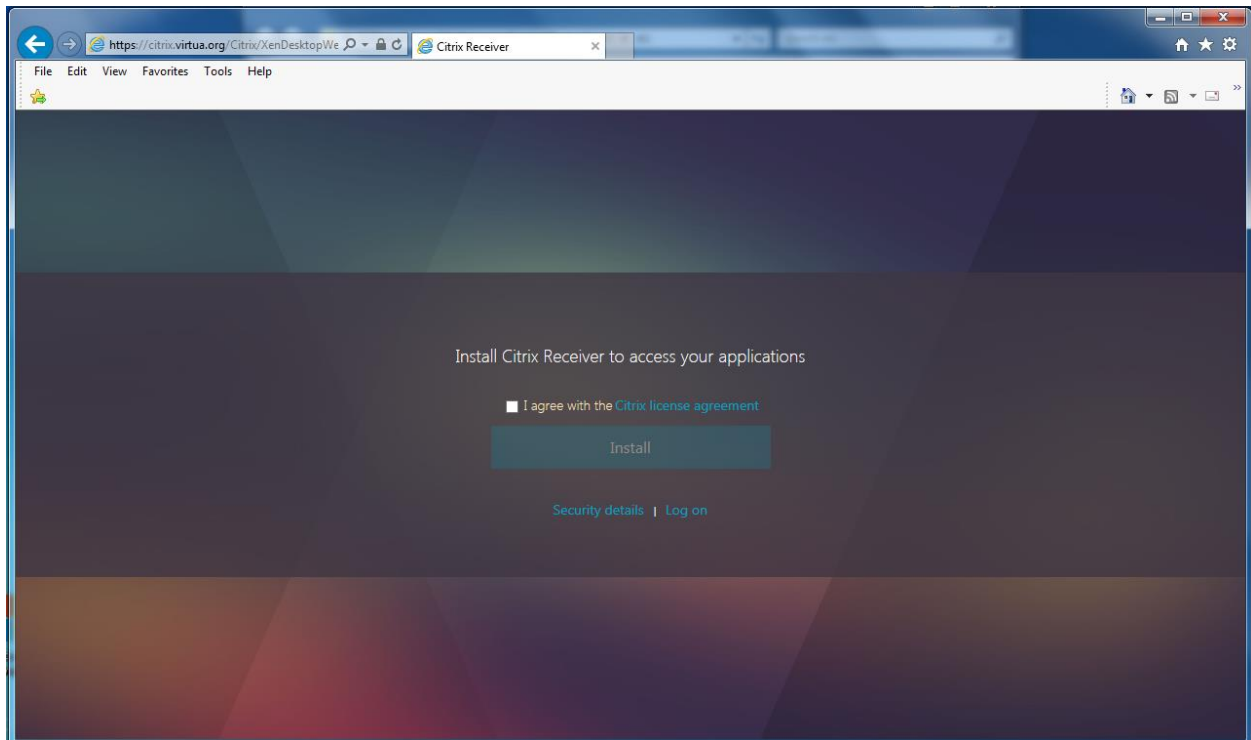 https://citrix.virtua.org/Citrix/XenDesktopWe
Citrix Receiver
File Edit View Favorites Tools Help
Install Citrix Receiver to access your applications
I agree with the Citrix license agreement
Install
Security details | Log on